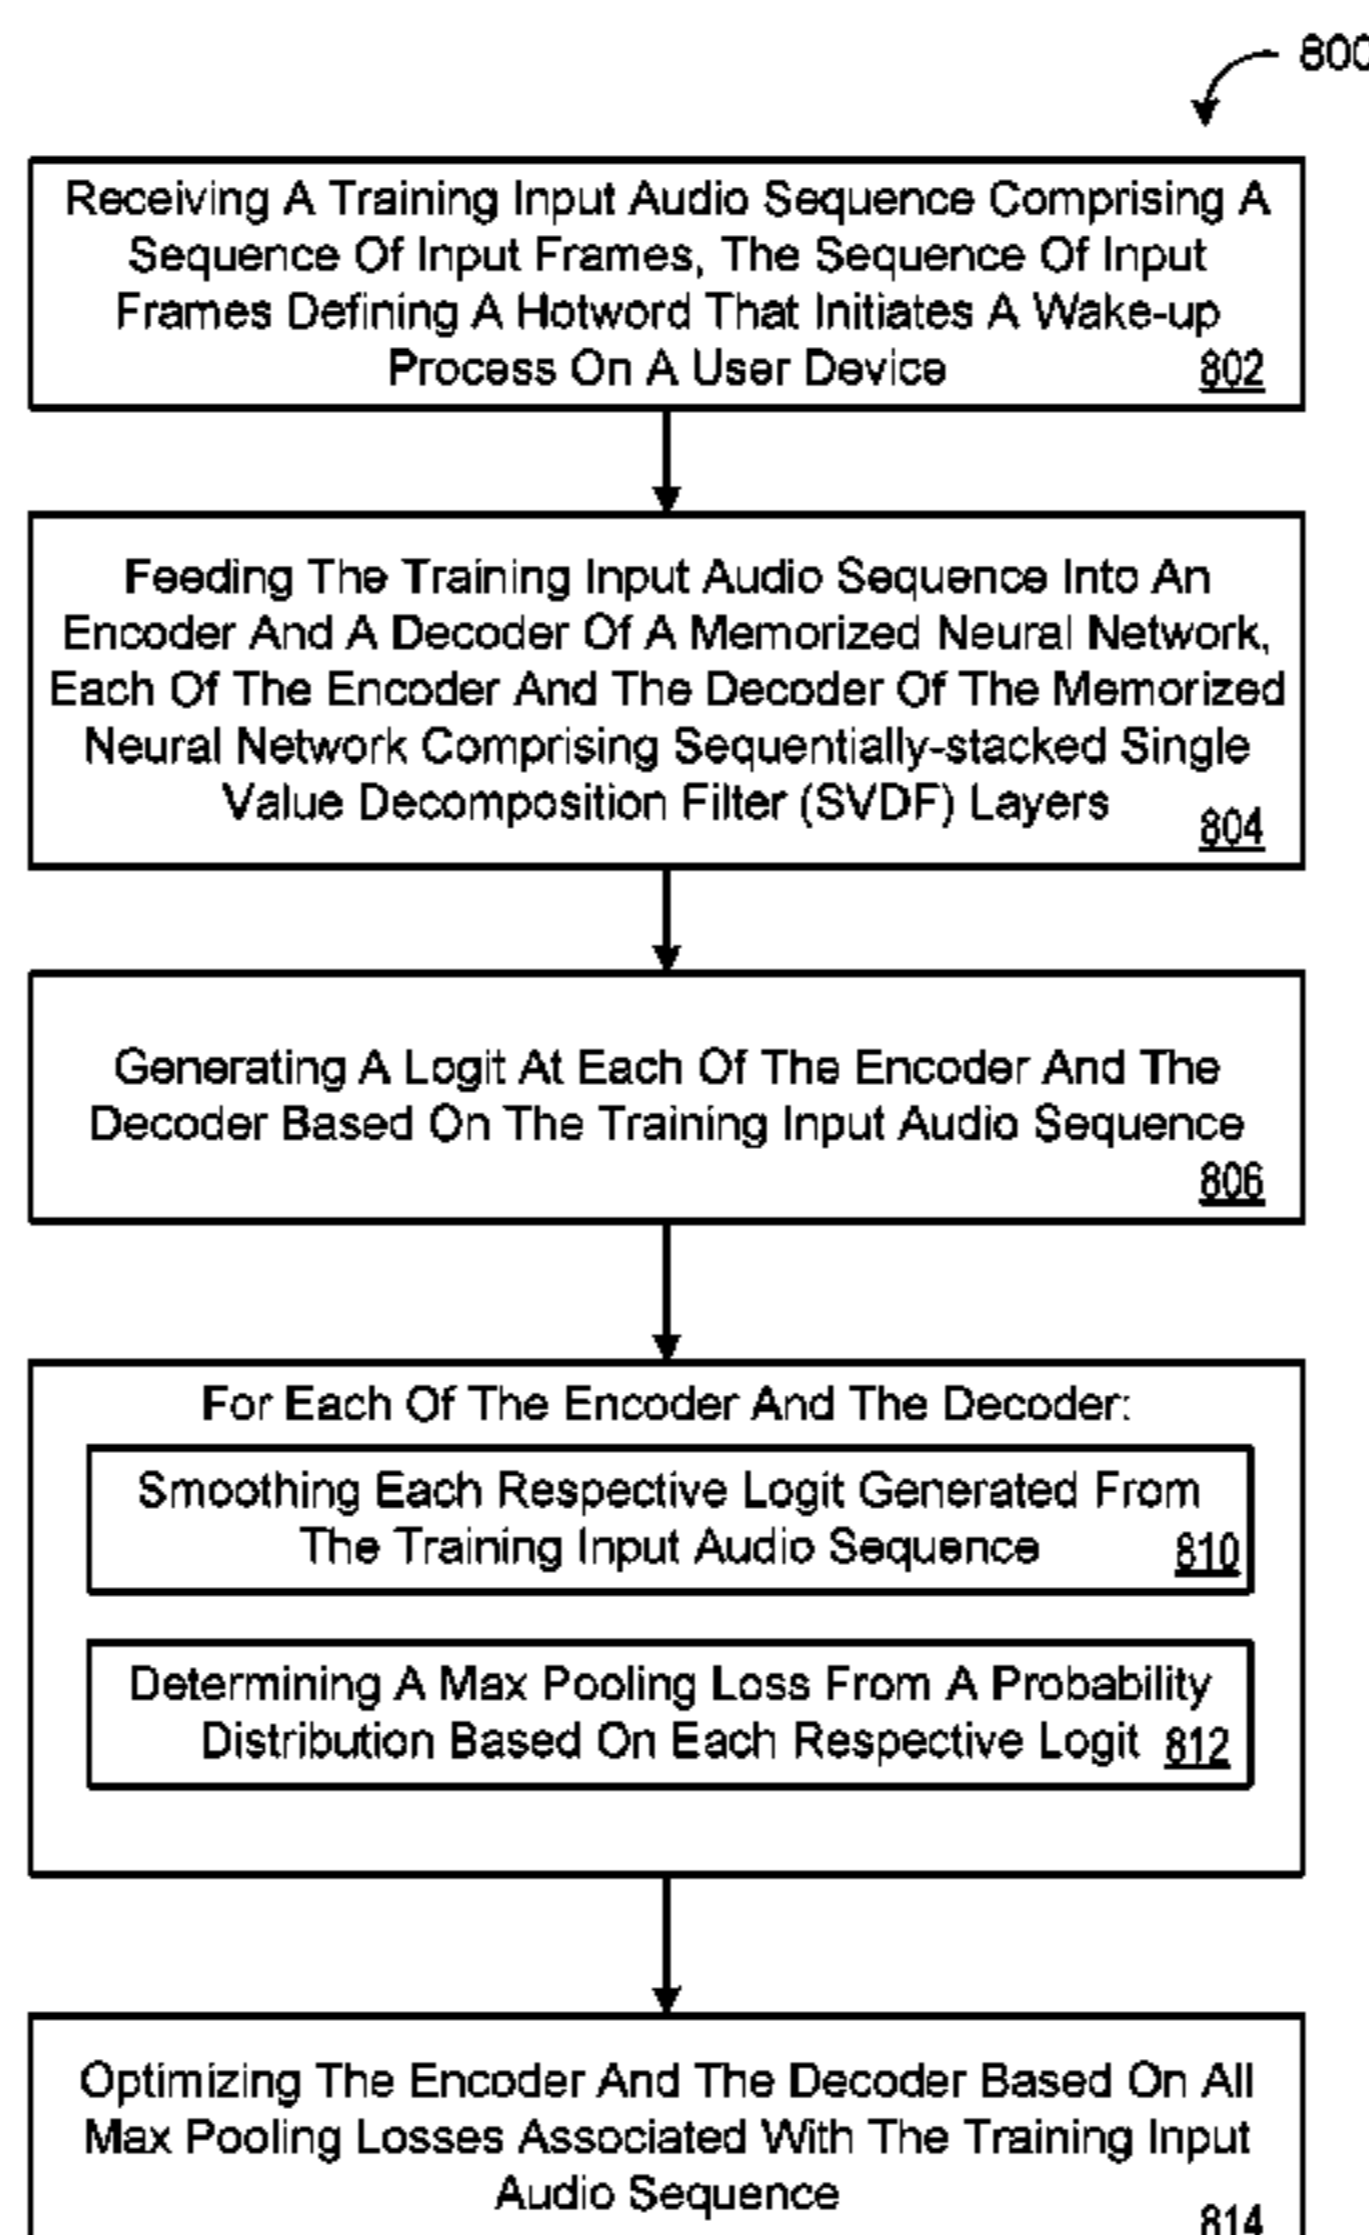 800
Receiving A Training Input Audio Sequence Comprising A
Sequence Of Input Frames, The Sequence Of Input
Frames Defining A Hotword That Initiates A Wake-up
Process On A User Device
802
Feeding The Training Input Audio Sequence Into An
Encoder And A Decoder Of A Memorized Neural Network,
Each Of The Encoder And The Decoder Of The Memorized
Neural Network Comprising Sequentially-stacked Single
Value Decomposition Filter (SVDF) Layers
804
Generating A Logit At Each Of The Encoder And The
Decoder Based On The Training Input Audio Sequence
806
For Each Of The Encoder And The Decoder:
Smoothing Each Respective Logit Generated From
The Training Input Audio Sequence
810
Determining A Max Pooling Loss From A Probability
Distribution Based On Each Respective Logit
812
Optimizing The Encoder And The Decoder Based On All
Max Pooling Losses Associated With The Training Input
Audio Sequence
814